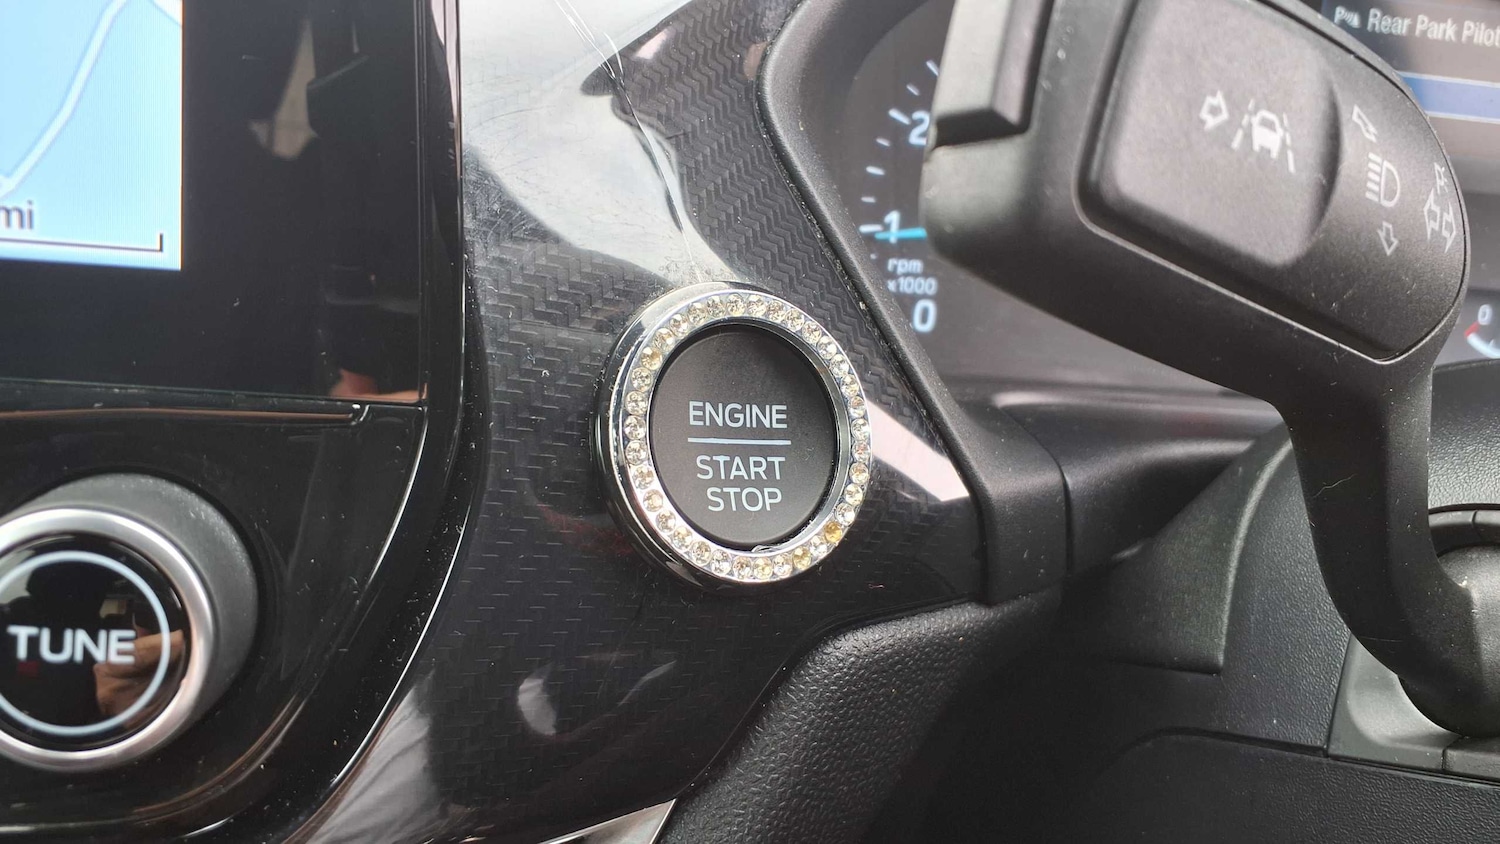 mi
Rear Park Pilot
2
1
rpm
x1000
0
0
ENGINE
START
STOP
TUNE